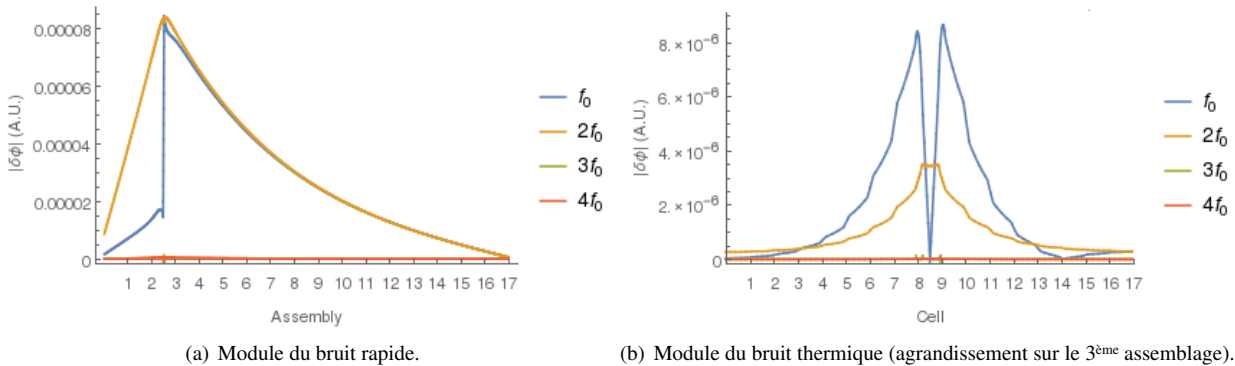 |δϕ| (A.U.)
0.00008
0.00006
0.00004
0.00002
0
1 2 3 4 5 6 7 8 9 10 11 12 13 14 15 16 17
Assembly
f₀
2f₀
3f₀
4f₀
(a) Module du bruit rapide.
|δϕ| (A.U.)
8.×10⁻⁶
6.×10⁻⁶
4.×10⁻⁶
2.×10⁻⁶
0
1 2 3 4 5 6 7 8 9 10 11 12 13 14 15 16 17
Cell
f₀
2f₀
3f₀
4f₀
(b) Module du bruit thermique (agrandissement sur le 3ème assemblage).